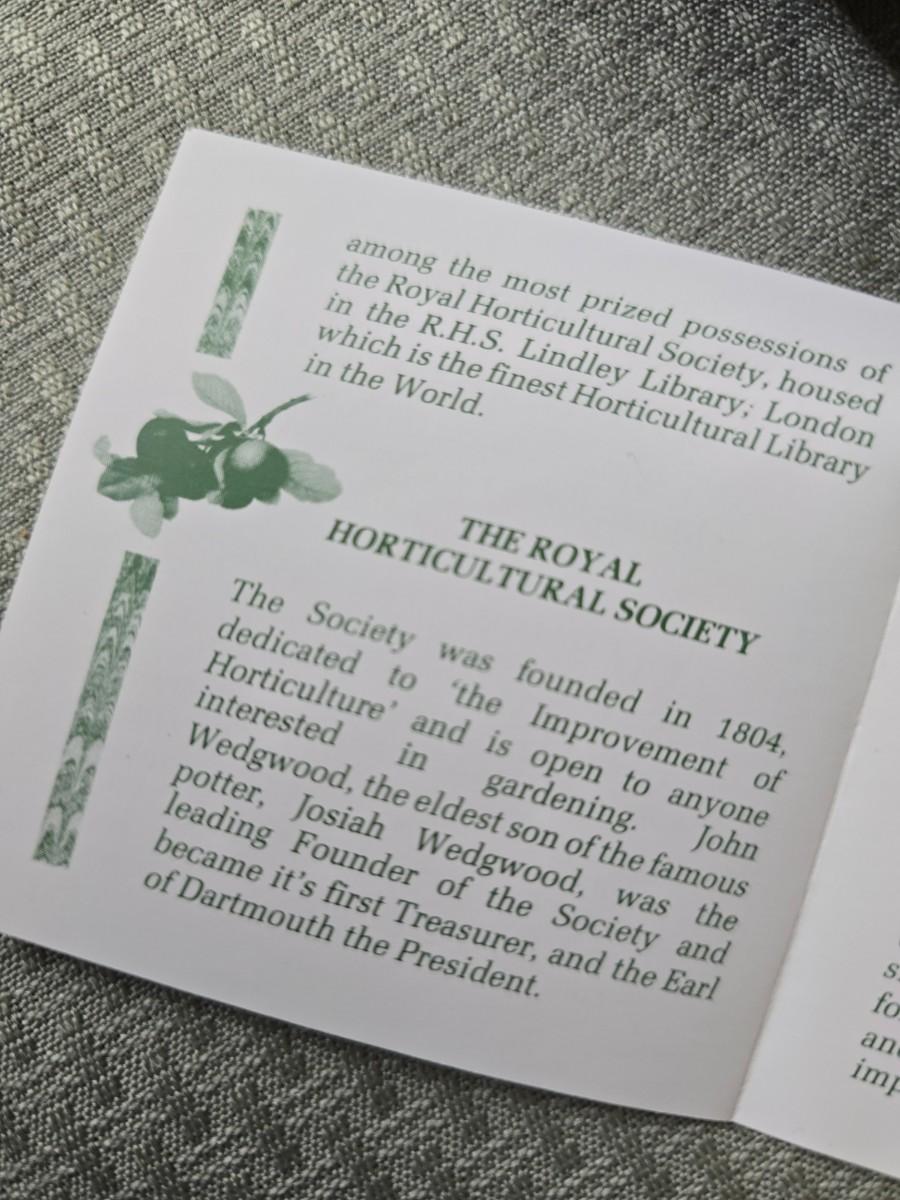 among the most prized possessions of
the Royal Horticultural Society, housed
in the R.H.S. Lindley Library; London
which is the finest Horticultural Library
in the World.
THE ROYAL
HORTICULTURAL SOCIETY
The Society was founded in 1804,
dedicated to ‘the Improvement of
Horticulture’ and is open to anyone
interested in gardening. John
Wedgwood, the eldest son of the famous
potter, Josiah Wedgwood, was the
leading Founder of the Society and
became it’s first Treasurer, and the Earl
of Dartmouth the President.